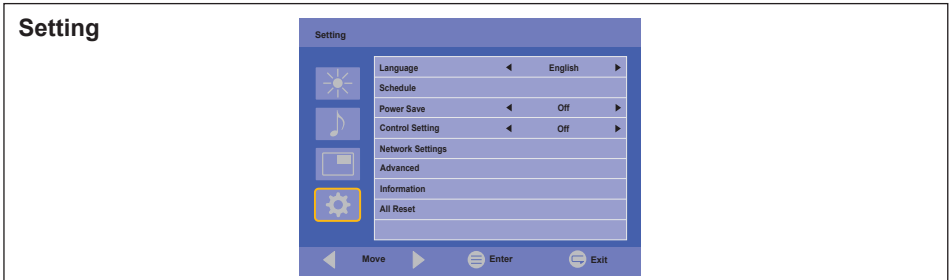 Setting
Setting
Language English
Schedule
Power Save Off
Control Setting Off
Network Settings
Advanced
Information
All Reset
Move Enter Exit